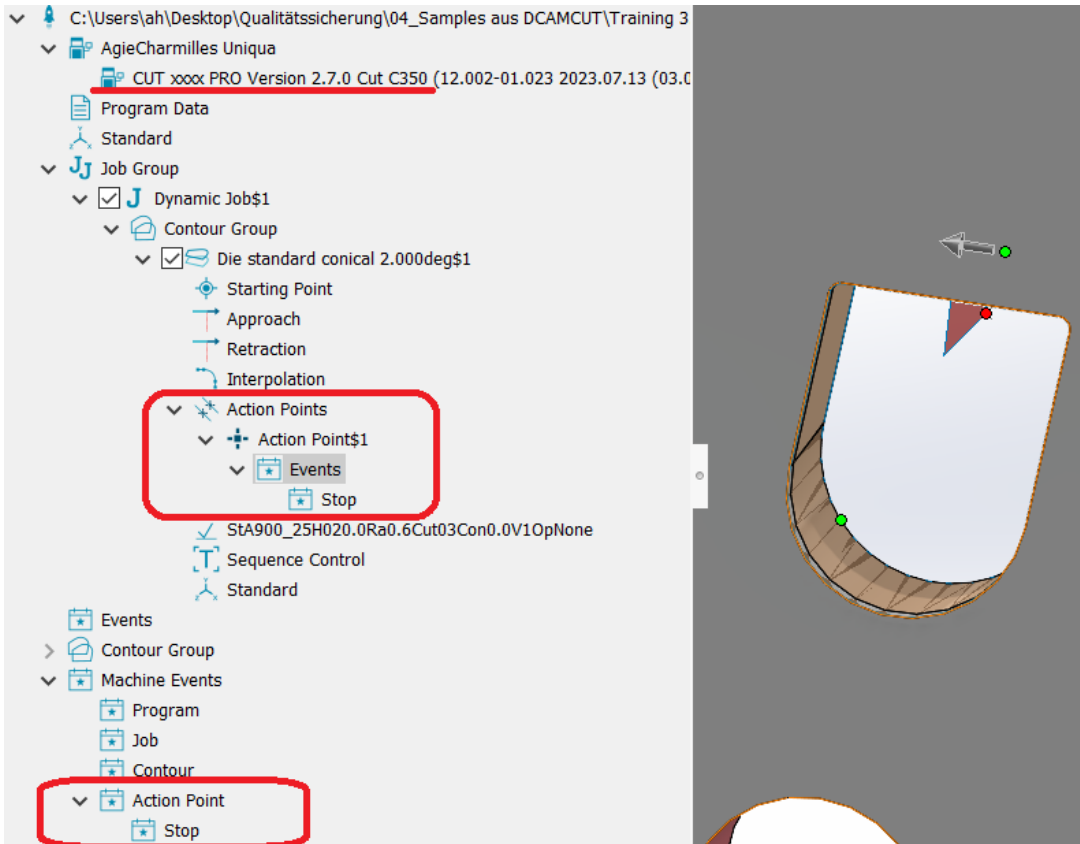 C:\Users\ah\Desktop\Qualitätssicherung\04_Samples aus DCAMCUT\Training 3
AgieCharmilles Uniqua
CUT xxxx PRO Version 2.7.0 Cut C350 (12.002-01.023 2023.07.13 (03.0
Program Data
Standard
Job Group
J Dynamic Job$1
Contour Group
Die standard conical 2.000deg$1
Starting Point
Approach
Retraction
Interpolation
Action Points
Action Point$1
Events
Stop
StA900_25H020.0Ra0.6Cut03Con0.0V1OpNone
Sequence Control
Standard
Events
Contour Group
Machine Events
Program
Job
Contour
Action Point
Stop